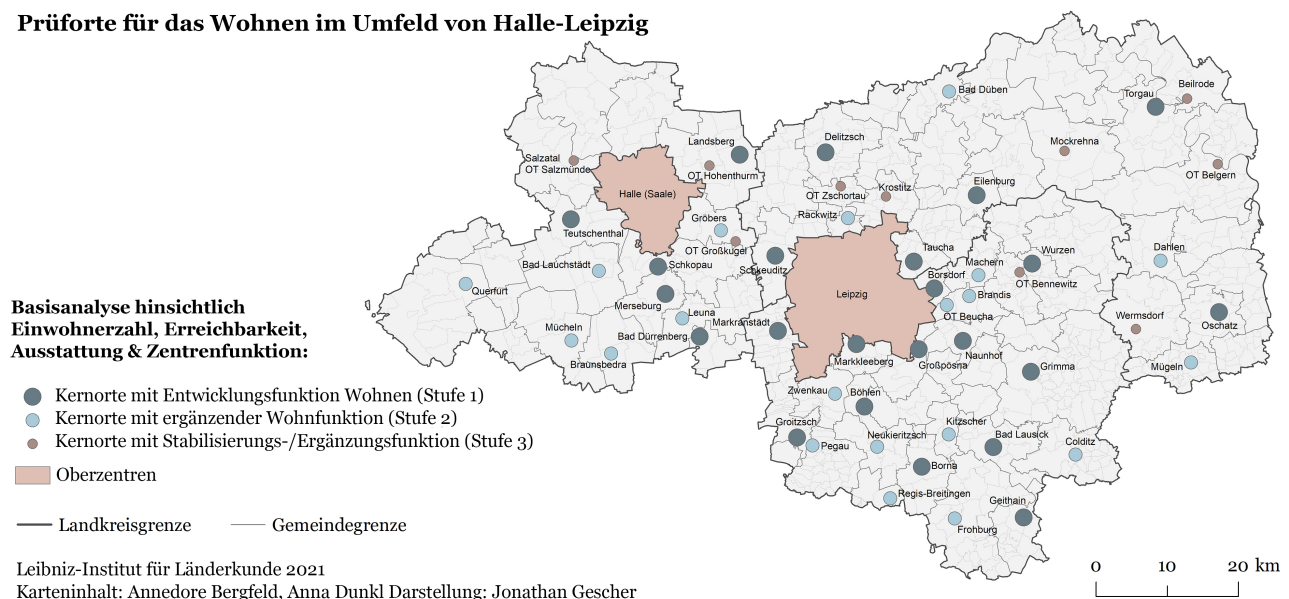 Prüforte für das Wohnen im Umfeld von Halle-Leipzig
Bad Düben
Beilrode
Torgau
Delitzsch
Landsberg
Mockrehna
Salzatal
OT Salzmünde
OT Hohenthurm
OT Belgern
Halle (Saale)
OT Zschortau
Krostitz
Eilenburg
Gröbers
Rackwitz
Teutschenthal
OT Großkugel
Taucha
Wurzen
Dahlen
Bad Lauchstädt
Schkopau
Schkeuditz
Machern
Borsdorf
OT Bennewitz
Querfurt
Leipzig
Brandis
Merseburg
Leuna
OT Beucha
Wermsdorf
Markranstädt
Oschatz
Mücheln
Bad Dürrenberg
Naunhof
Braunsbedra
Markkleeberg
Großpösna
Grimma
Mügeln
Zwenkau
Böhlen
Groitzsch
Kitzscher
Neukieritzsch
Bad Lausick
Colditz
Pegau
Borna
Regis-Breitingen
Geithain
Frohburg
Basisanalyse hinsichtlich
Einwohnerzahl, Erreichbarkeit,
Ausstattung & Zentrenfunktion:
Kernorte mit Entwicklungsfunktion Wohnen (Stufe 1)
Kernorte mit ergänzender Wohnfunktion (Stufe 2)
Kernorte mit Stabilisierungs-/Ergänzungsfunktion (Stufe 3)
Oberzentren
Landkreisgrenze Gemeindegrenze
Leibniz-Institut für Länderkunde 2021
Karteninhalt: Annedore Bergfeld, Anna Dunkl Darstellung: Jonathan Gescher
0 10 20 km